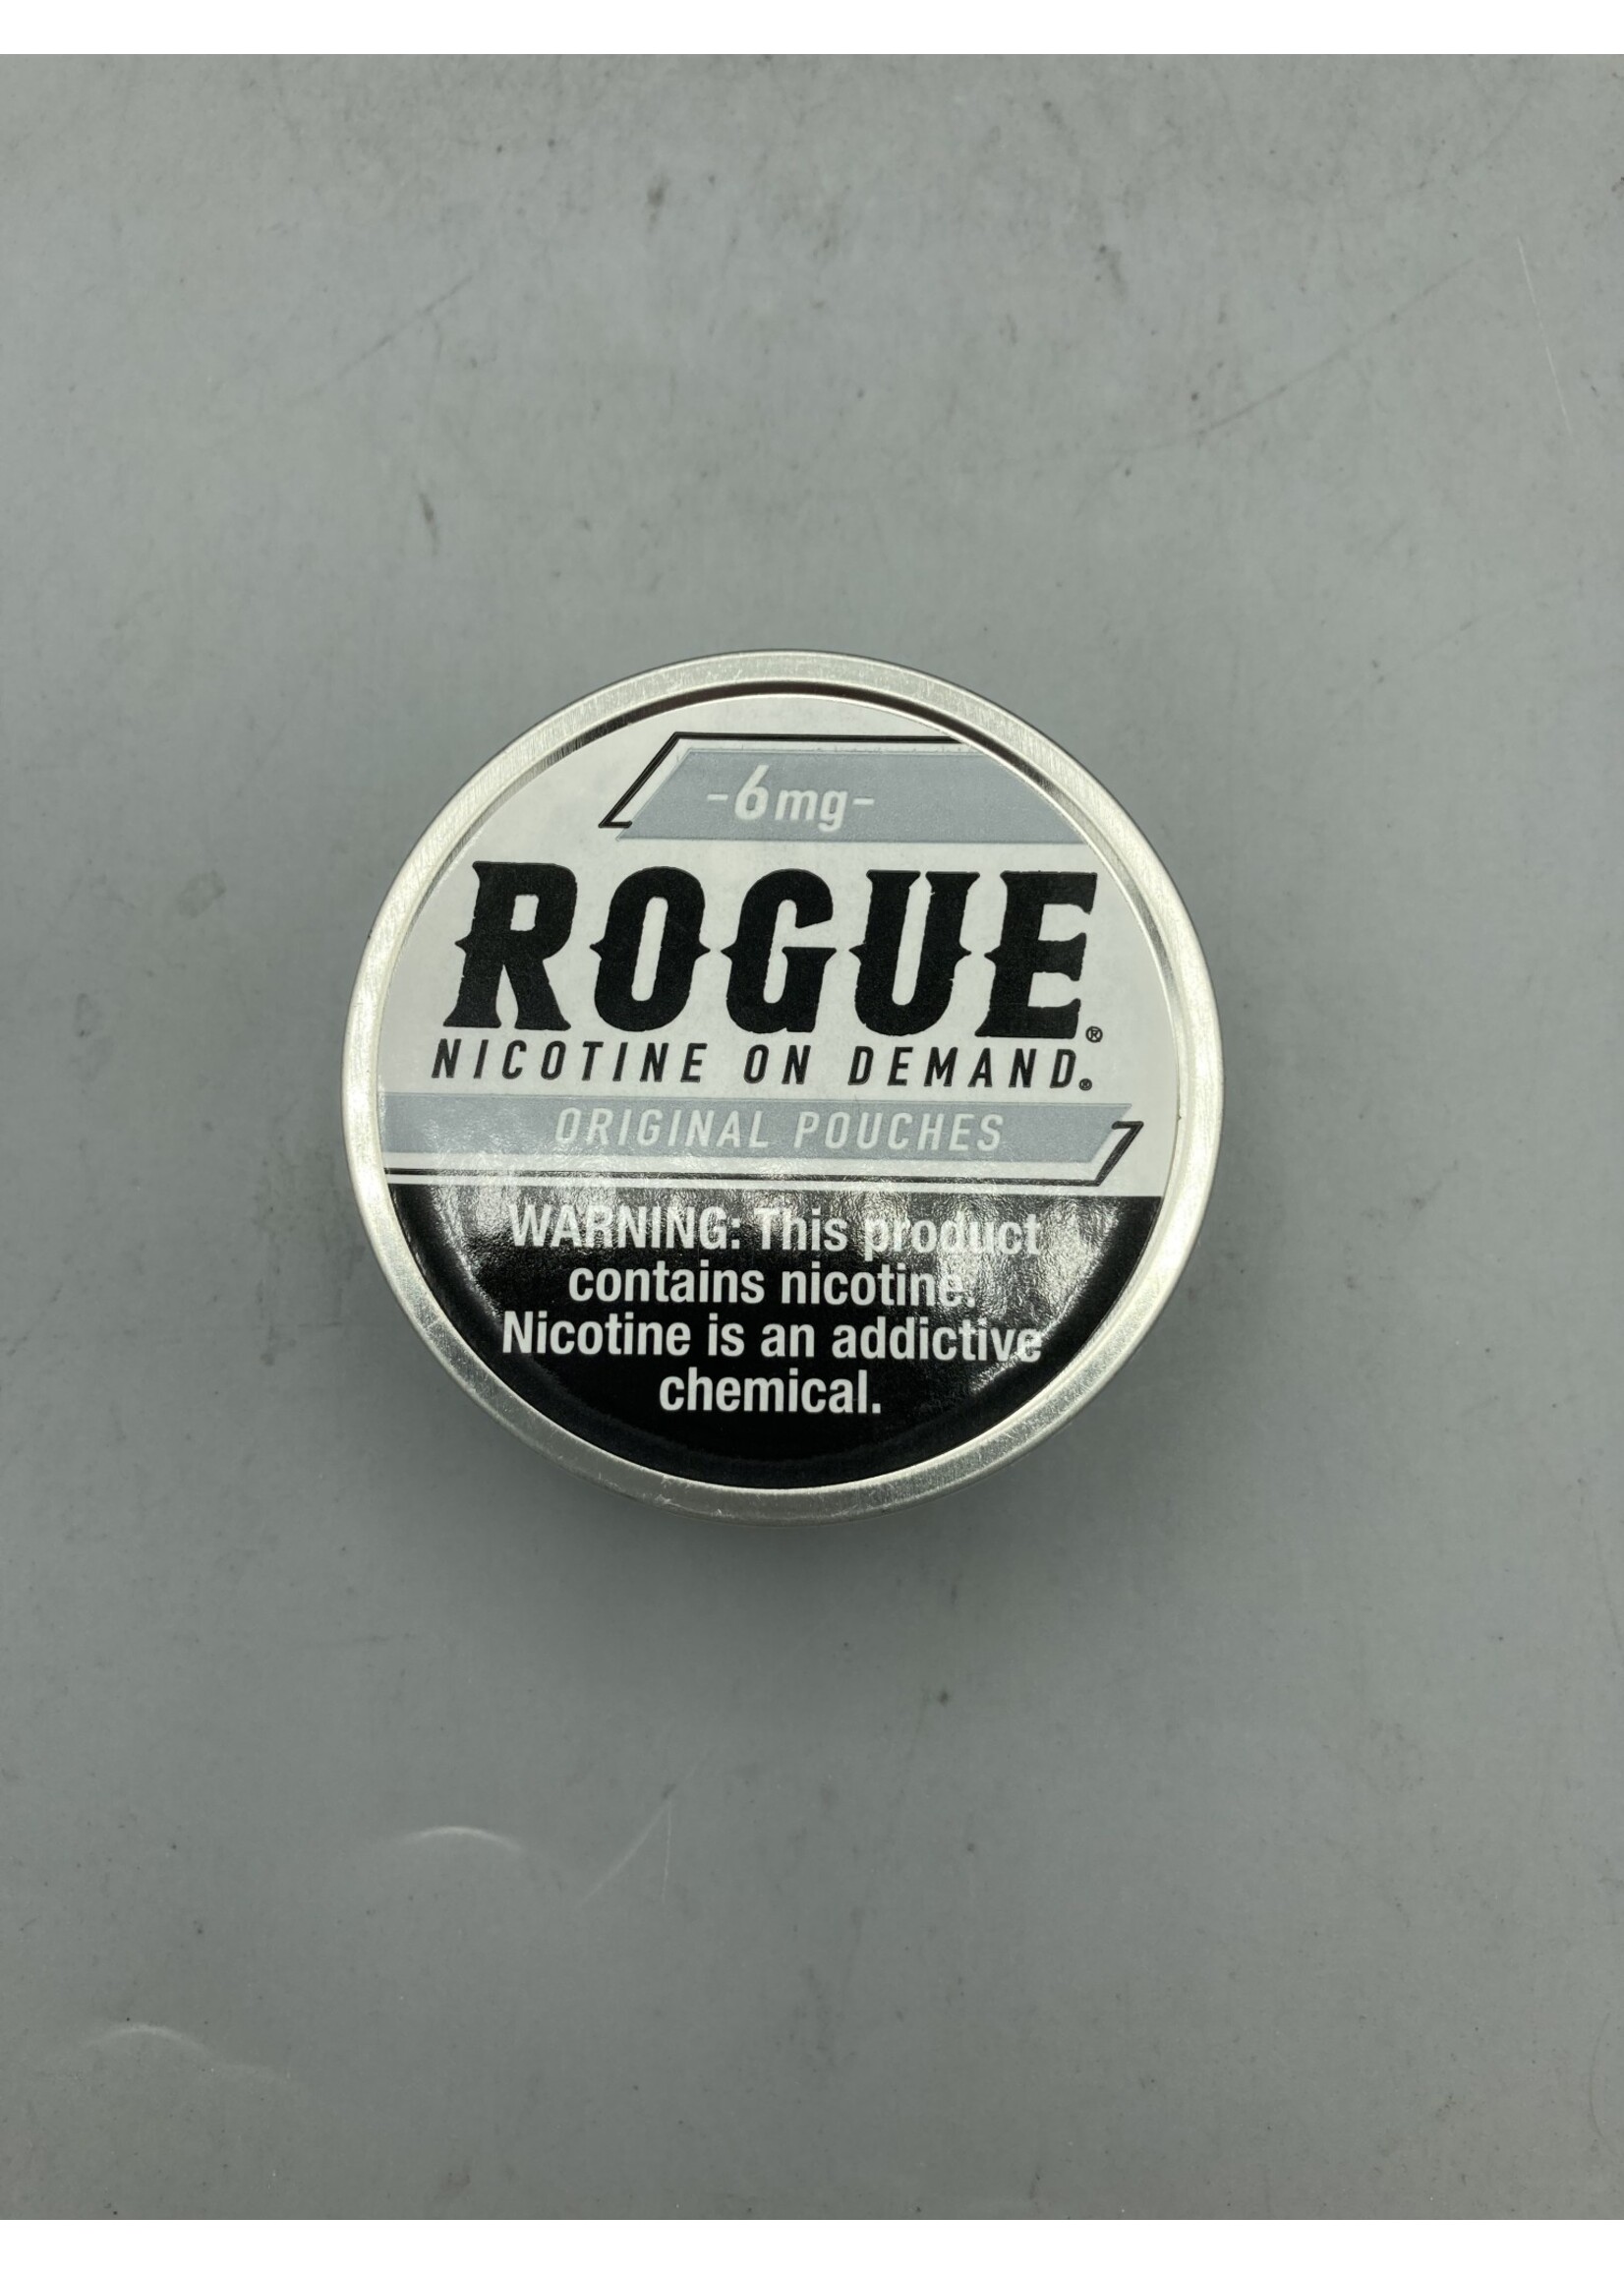 -6mg-
ROGUE®
NICOTINE ON DEMAND®
ORIGINAL POUCHES
WARNING: This product
contains nicotine.
Nicotine is an addictive
chemical.